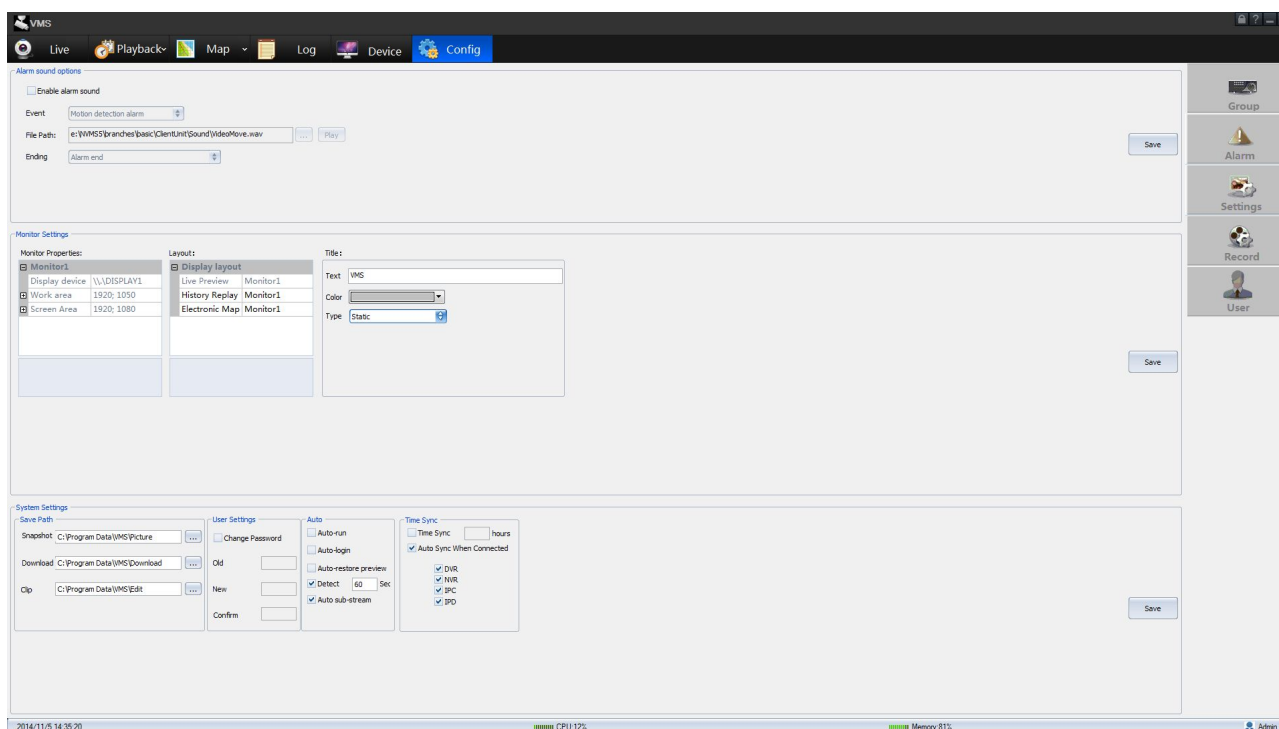 VMS
Live Playback Map Log Device Config
Alarm sound options
Enable alarm sound
Event Motion detection alarm
File Path: e:\NVMS5\branches\basic\ClientUnit\Sound\VideoMove.wav ... Play
Ending Alarm end
Save
Group
Alarm
Settings
Record
User
Monitor Settings
Monitor Properties: Layout: Title:
Monitor1
Display device \\.\DISPLAY1
Work area 1920; 1050
Screen Area 1920; 1080
Display layout
Live Preview Monitor1
History Replay Monitor1
Electronic Map Monitor1
Text VMS
Color
Type Static
Save
System Settings
Save Path
Snapshot C:\Program Data\VMS\Picture ...
Download C:\Program Data\VMS\Download ...
Clip C:\Program Data\VMS\Edit ...
User Settings
Change Password
Old
New
Confirm
Auto
Auto-run
Auto-login
Auto-restore preview
Detect 60 Sec
Auto sub-stream
Time Sync
Time Sync hours
Auto Sync When Connected
DVR
NVR
IPC
IPD
Save
2014/11/5 14:35:20 CPU:12% Memory:81% Admin